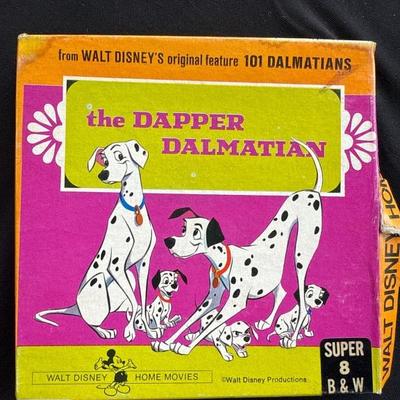 from WALT DISNEY'S original feature 101 DALMATIANS
the DAPPER
DALMATIAN
WALT DISNEY HOME MOVIES
©Walt Disney Productions
SUPER
8
B & W
WALT DISNEY HO